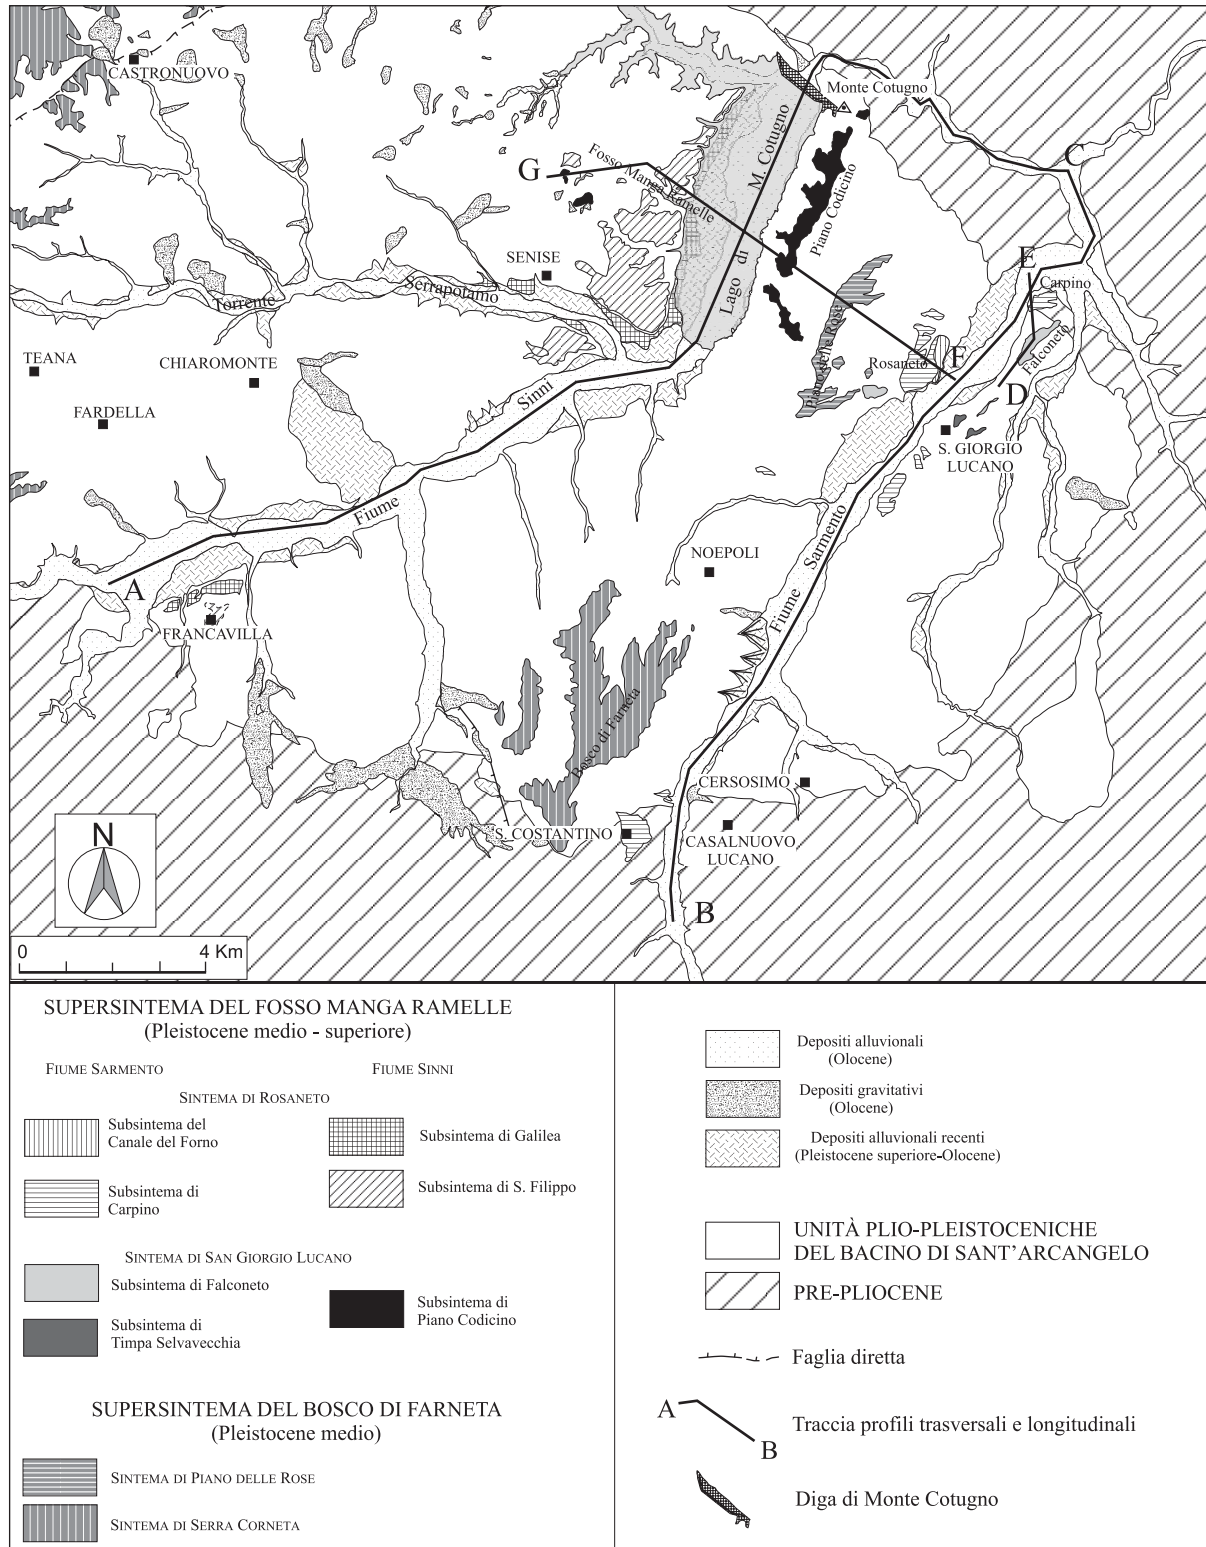 CASTRONUOVO
Monte Cotugno
C
G
Fosso Manga Ramelle
Lago di M. Cotugno
Piano Codicino
SENISE
E
Carpino
Torrente Serrapotamo
Piano delle Rose
Rosaneto
F
Falconeto
D
TEANA
CHIAROMONTE
FARDELLA
S. GIORGIO
LUCANO
Fiume Sinni
NOEPOLI
Fiume Sarmento
A
FRANCAVILLA
Bosco di Farneta
CERSOSIMO
S. COSTANTINO
CASALNUOVO
LUCANO
N
B
0 4 Km
SUPERSINTEMA DEL FOSSO MANGA RAMELLE
(Pleistocene medio - superiore)
FIUME SARMENTO FIUME SINNI
SINTEMA DI ROSANETO
Subsintema del
Canale del Forno
Subsintema di Galilea
Subsintema di
Carpino
Subsintema di S. Filippo
SINTEMA DI SAN GIORGIO LUCANO
Subsintema di Falconeto
Subsintema di
Piano Codicino
Subsintema di
Timpa Selvavecchia
SUPERSINTEMA DEL BOSCO DI FARNETA
(Pleistocene medio)
SINTEMA DI PIANO DELLE ROSE
SINTEMA DI SERRA CORNETA
Depositi alluvionali
(Olocene)
Depositi gravitativi
(Olocene)
Depositi alluvionali recenti
(Pleistocene superiore-Olocene)
UNITÀ PLIO-PLEISTOCENICHE
DEL BACINO DI SANT'ARCANGELO
PRE-PLIOCENE
Faglia diretta
A
B
Traccia profili trasversali e longitudinali
Diga di Monte Cotugno